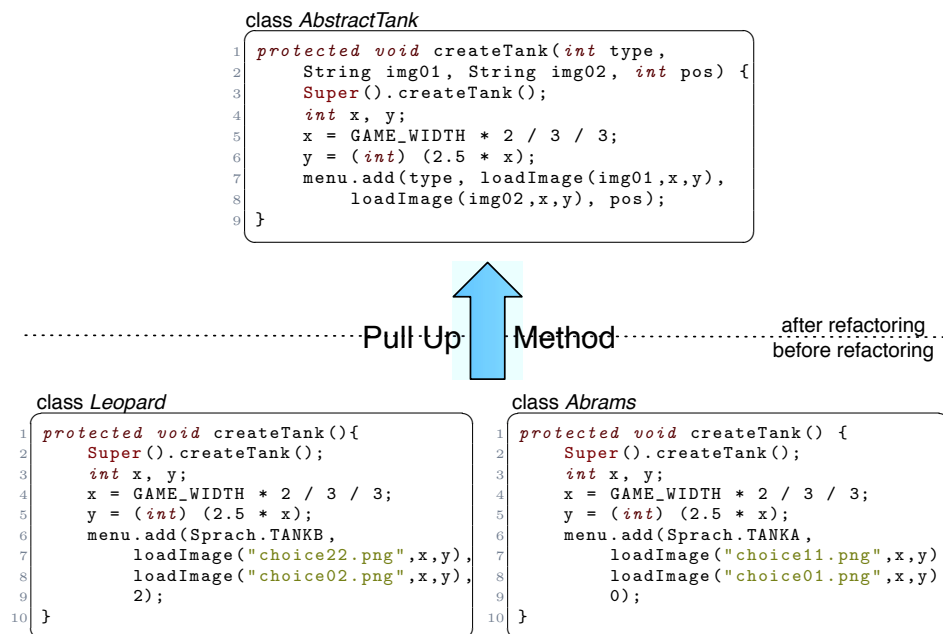 class AbstractTank
1 protected void createTank(int type,
2 String img01, String img02, int pos) {
3 Super().createTank();
4 int x, y;
5 x = GAME_WIDTH * 2 / 3 / 3;
6 y = (int) (2.5 * x);
7 menu.add(type, loadImage(img01,x,y),
8 loadImage(img02,x,y), pos);
9 }
Pull Up Method
after refactoring
before refactoring
class Leopard
1 protected void createTank(){
2 Super().createTank();
3 int x, y;
4 x = GAME_WIDTH * 2 / 3 / 3;
5 y = (int) (2.5 * x);
6 menu.add(Sprach.TANKB,
7 loadImage("choice22.png",x,y),
8 loadImage("choice02.png",x,y),
9 2);
10 }
class Abrams
1 protected void createTank() {
2 Super().createTank();
3 int x, y;
4 x = GAME_WIDTH * 2 / 3 / 3;
5 y = (int) (2.5 * x);
6 menu.add(Sprach.TANKA,
7 loadImage("choice11.png",x,y)
8 loadImage("choice01.png",x,y)
9 0);
10 }